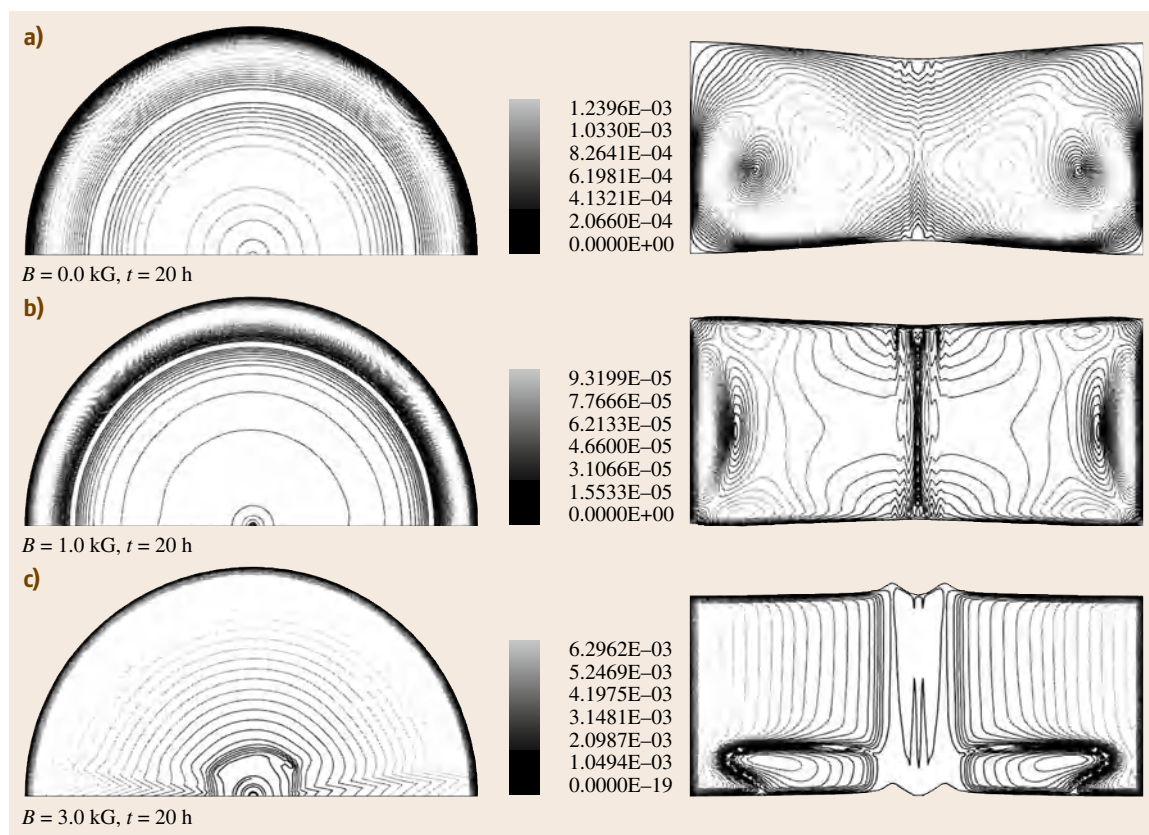 a)
1.2396E–03
1.0330E–03
8.2641E–04
6.1981E–04
4.1321E–04
2.0660E–04
0.0000E+00
B = 0.0 kG, t = 20 h
b)
9.3199E–05
7.7666E–05
6.2133E–05
4.6600E–05
3.1066E–05
1.5533E–05
0.0000E+00
B = 1.0 kG, t = 20 h
c)
6.2962E–03
5.2469E–03
4.1975E–03
3.1481E–03
2.0987E–03
1.0494E–03
0.0000E–19
B = 3.0 kG, t = 20 h